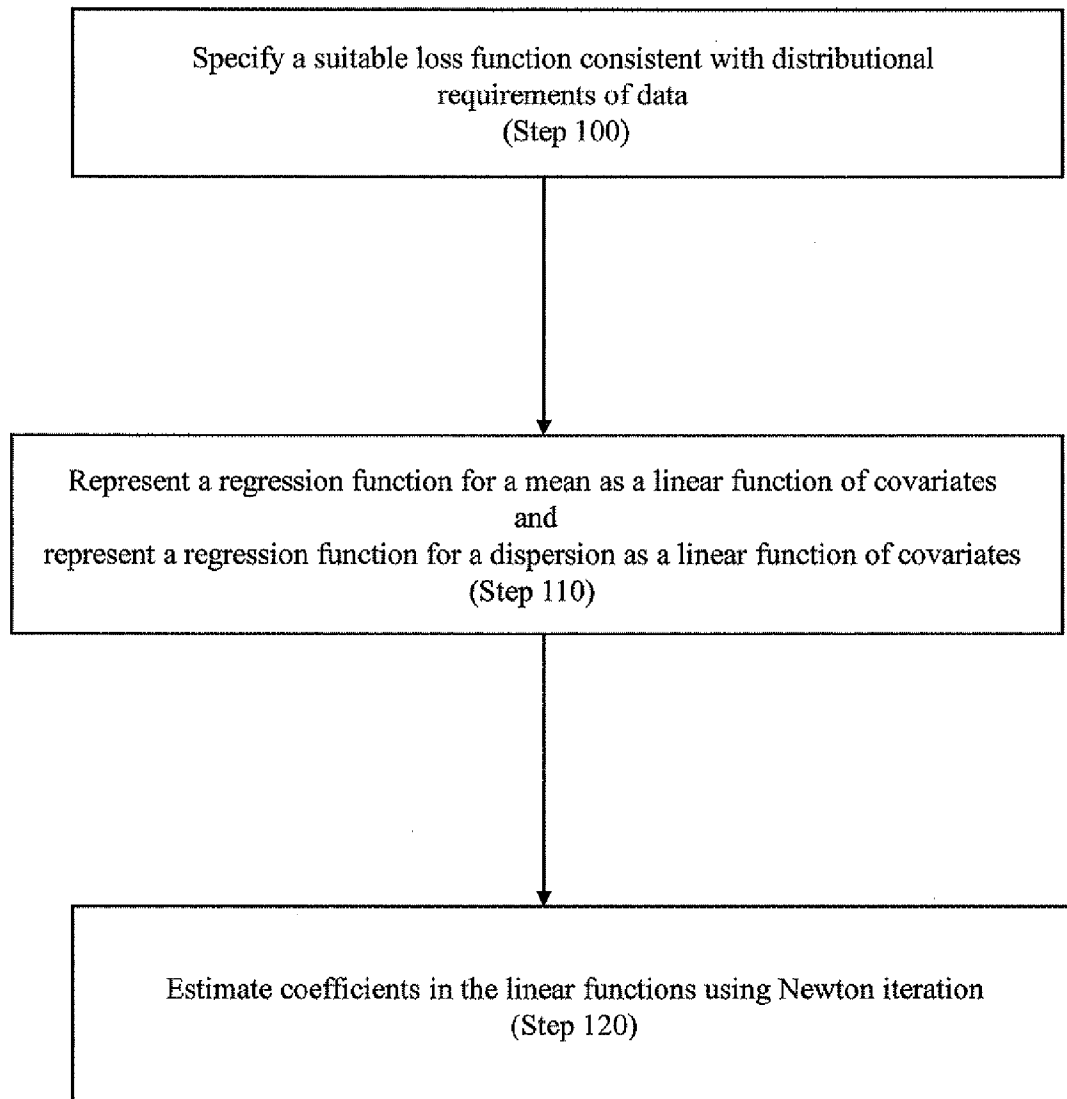 Specify a suitable loss function consistent with distributional
requirements of data
(Step 100)
Represent a regression function for a mean as a linear function of covariates
and
represent a regression function for a dispersion as a linear function of covariates
(Step 110)
Estimate coefficients in the linear functions using Newton iteration
(Step 120)